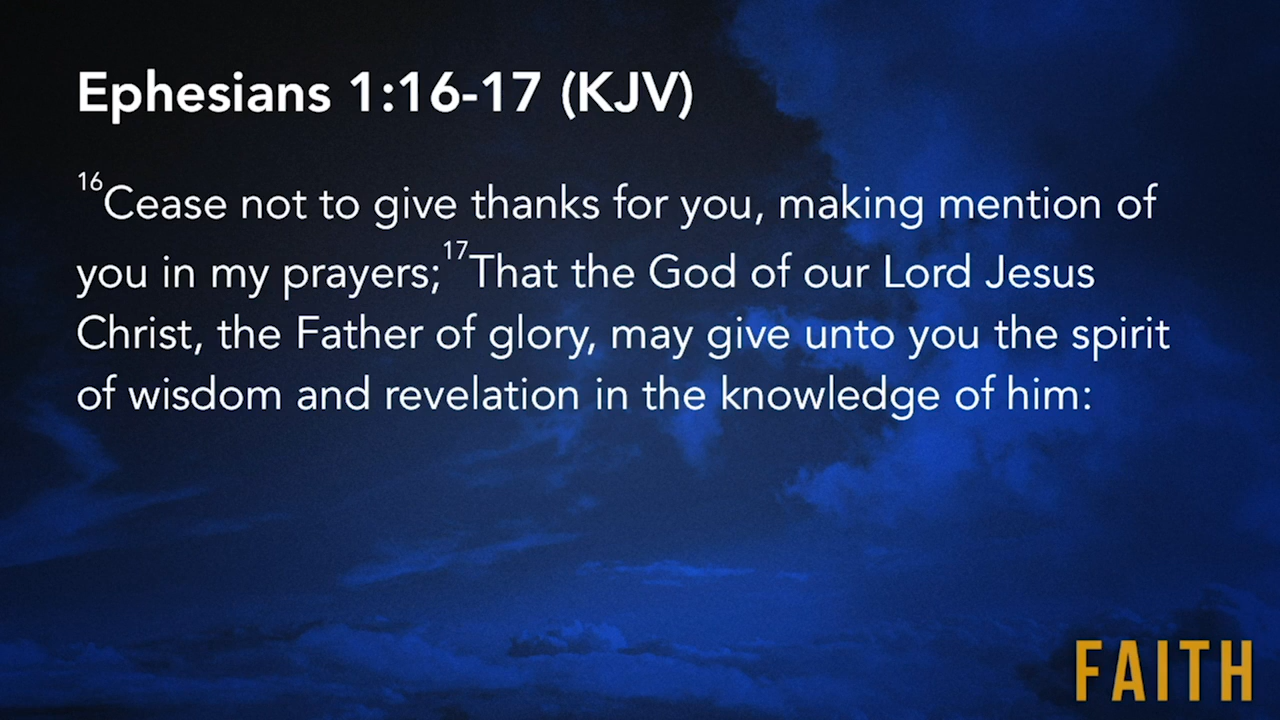 Ephesians 1:16-17 (KJV)
16Cease not to give thanks for you, making mention of
you in my prayers;17That the God of our Lord Jesus
Christ, the Father of glory, may give unto you the spirit
of wisdom and revelation in the knowledge of him:
FAITH